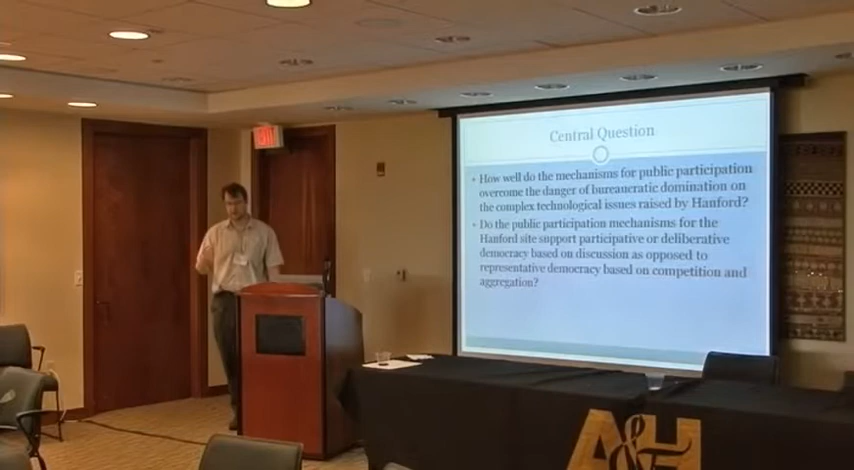 Central Question
• How well do the mechanisms for public participation
overcome the danger of bureaucratic domination on
the complex technological issues raised by Hanford?
• Do the public participation mechanisms for the
Hanford site support participative or deliberative
democracy based on discussion as opposed to
representative democracy based on competition and
aggregation?
EXIT
A&H